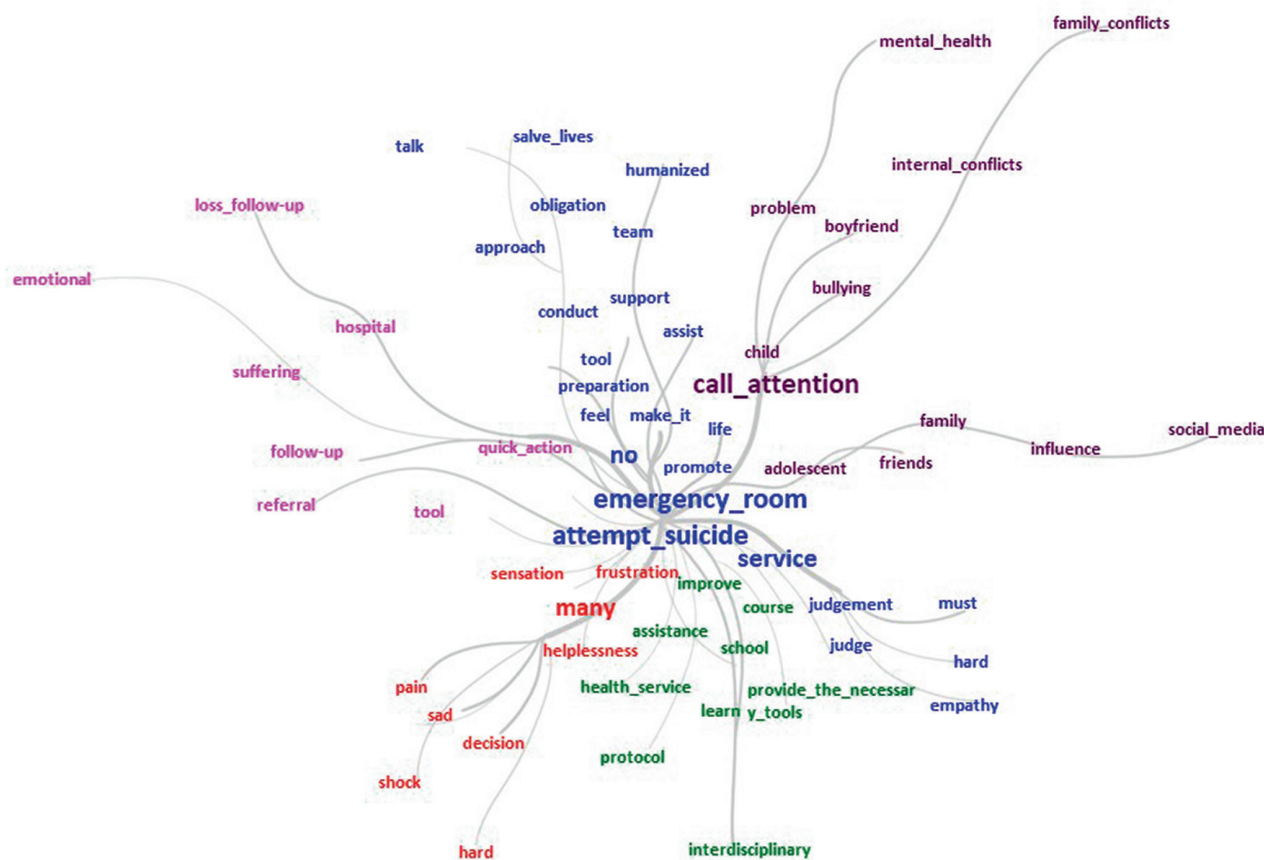 family_conflicts
mental_health
salve_lives
talk
humanized
internal_conflicts
loss_follow-up
obligation
problem
boyfriend
team
approach
emotional
bullying
support
conduct
hospital
assist
child
tool
suffering
call_attention
preparation
feel
make_it
life
family
social_media
quick_action
influence
follow-up
no
promote
adolescent
friends
emergency_room
referral
tool
attempt_suicide
service
sensation
frustration
improve
many
course
judgement
must
assistance
helplessness
school
judge
hard
pain
health_service
provide_the_necessar
y_tools
empathy
sad
learn
decision
protocol
shock
hard
interdisciplinary